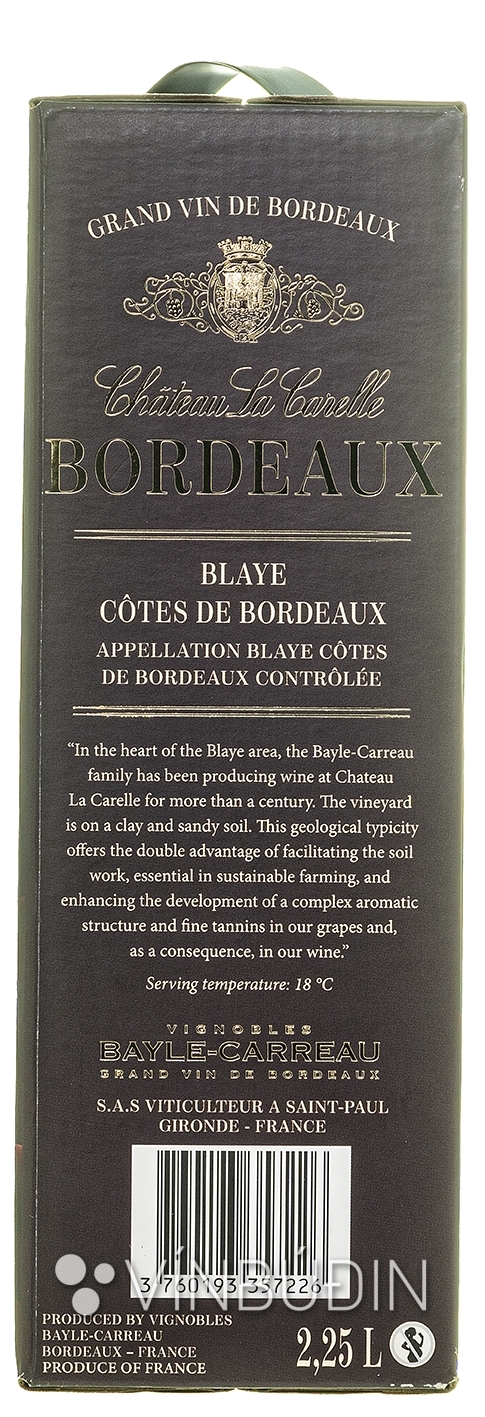 GRAND VIN DE BORDEAUX
Château La Carelle
BORDEAUX
BLAYE
CÔTES DE BORDEAUX
APPELLATION BLAYE CÔTES
DE BORDEAUX CONTRÔLÉE
“In the heart of the Blaye area, the Bayle-Carreau
family has been producing wine at Chateau
La Carelle for more than a century. The vineyard
is on a clay and sandy soil. This geological typicity
offers the double advantage of facilitating the soil
work, essential in sustainable farming, and
enhancing the development of a complex aromatic
structure and fine tannins in our grapes and,
as a consequence, in our wine.”
Serving temperature: 18 °C
VIGNOBLES
BAYLE-CARREAU
GRAND VIN DE BORDEAUX
S.A.S VITICULTEUR A SAINT-PAUL
GIRONDE - FRANCE
3 760193 357226
VÍNBÚÐIN
PRODUCED BY VIGNOBLES
BAYLE-CARREAU
BORDEAUX – FRANCE
PRODUCE OF FRANCE
2,25 L